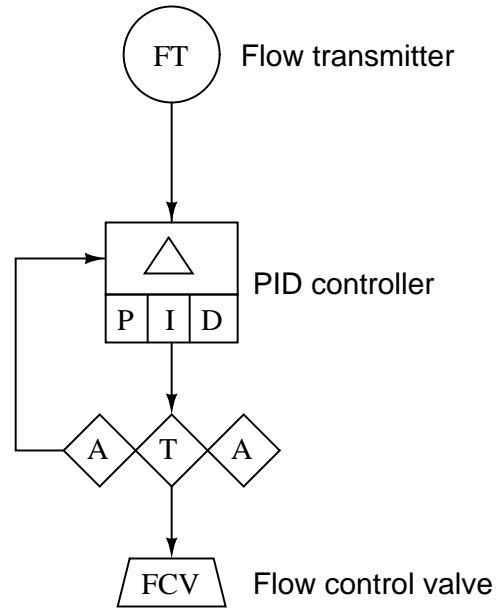 FT Flow transmitter
PID controller
P I D
A T A
FCV Flow control valve